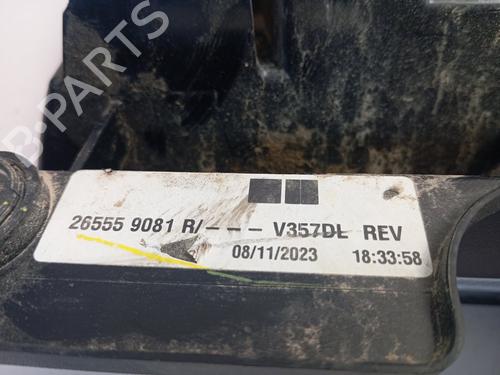 B-PARTS
26555 9081 R/--- V357DL REV
08/11/2023 18:33:58